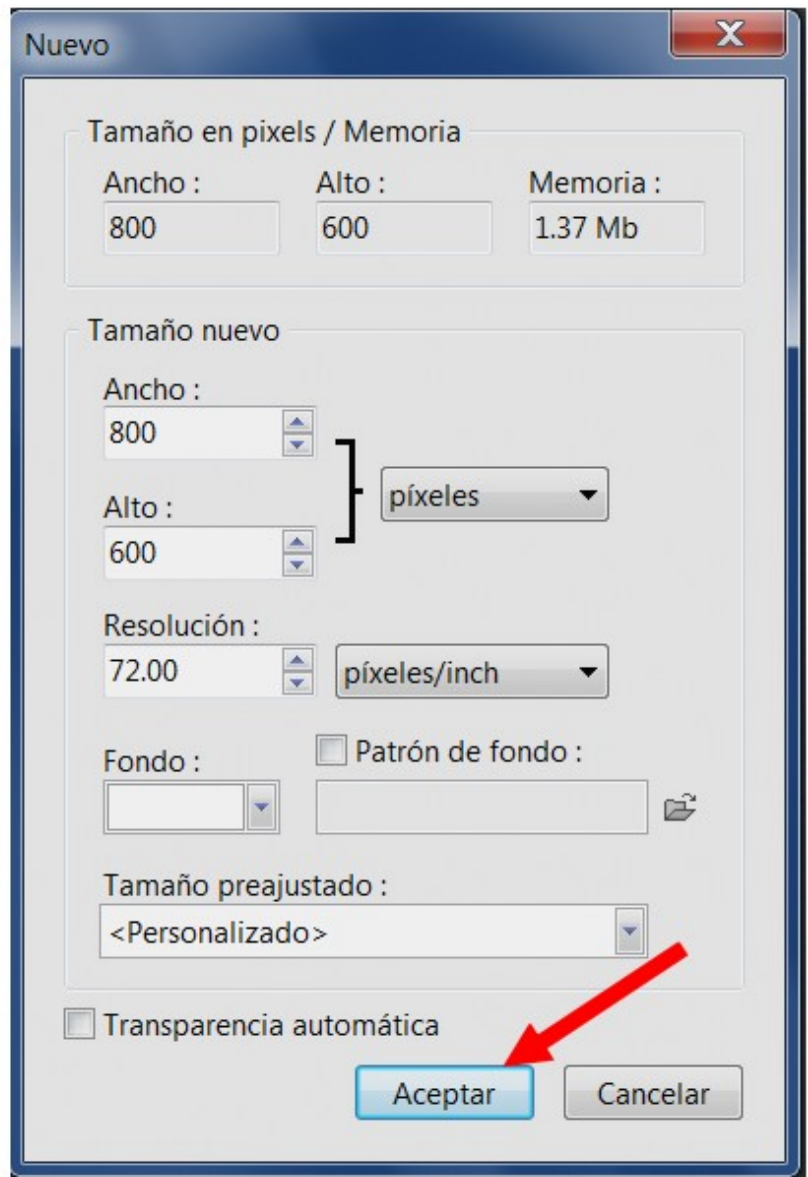 Nuevo
Tamaño en pixels / Memoria
Ancho : Alto : Memoria :
800 600 1.37 Mb
Tamaño nuevo
Ancho :
800
píxeles
Alto :
600
Resolución :
72.00 píxeles/inch
Fondo : Patrón de fondo :
Tamaño preajustado :
<Personalizado>
Transparencia automática
Aceptar Cancelar